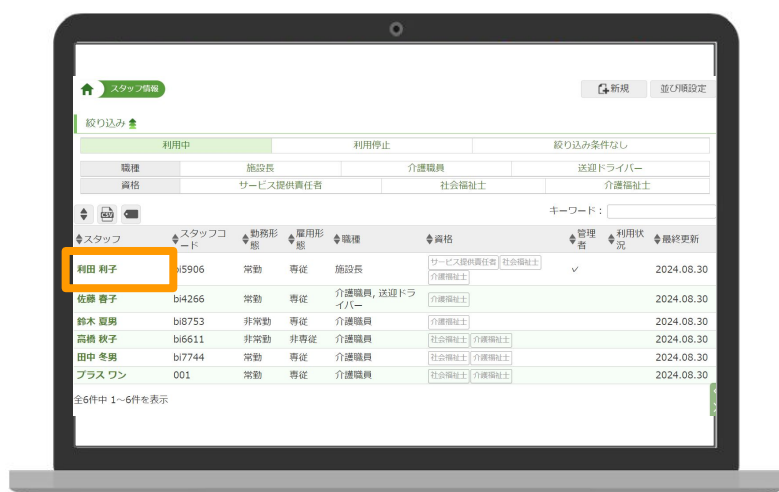 スタッフ情報
新規 並び順設定
絞り込み
利用中 利用停止 絞り込み条件なし
職種 施設長 介護職員 送迎ドライバー
資格 サービス提供責任者 社会福祉士 介護福祉士
CSV キーワード：
スタッフ スタッフコード 勤務形態 雇用形態 職種 資格 管理者 利用状況 最終更新
利田 利子 bi5906 常勤 専従 施設長 サービス提供責任者 社会福祉士 ✓ 2024.08.30
介護福祉士
佐藤 春子 bi4266 常勤 専従 介護職員, 送迎ドライバー 介護福祉士 2024.08.30
鈴木 夏男 bi8753 非常勤 専従 介護職員 介護福祉士 2024.08.30
高橋 秋子 bi6611 非常勤 非専従 介護職員 社会福祉士 介護福祉士 2024.08.30
田中 冬男 bi7744 常勤 専従 介護職員 社会福祉士 介護福祉士 2024.08.30
プラス ワン 001 常勤 専従 介護職員 社会福祉士 介護福祉士 2024.08.30
全6件中 1～6件を表示